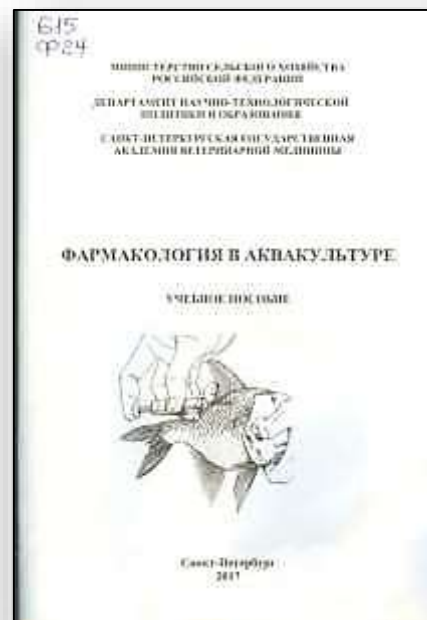 615
Ф24
МИНИСТЕРСТВО СЕЛЬСКОГО ХОЗЯЙСТВА
РОССИЙСКОЙ ФЕДЕРАЦИИ
ДЕПАРТАМЕНТ НАУЧНО-ТЕХНОЛОГИЧЕСКОЙ
ПОЛИТИКИ И ОБРАЗОВАНИЯ
САНКТ-ПЕТЕРБУРГСКАЯ ГОСУДАРСТВЕННАЯ
АКАДЕМИЯ ВЕТЕРИНАРНОЙ МЕДИЦИНЫ
ФАРМАКОЛОГИЯ В АКВАКУЛЬТУРЕ
УЧЕБНОЕ ПОСОБИЕ
Санкт-Петербург
2017